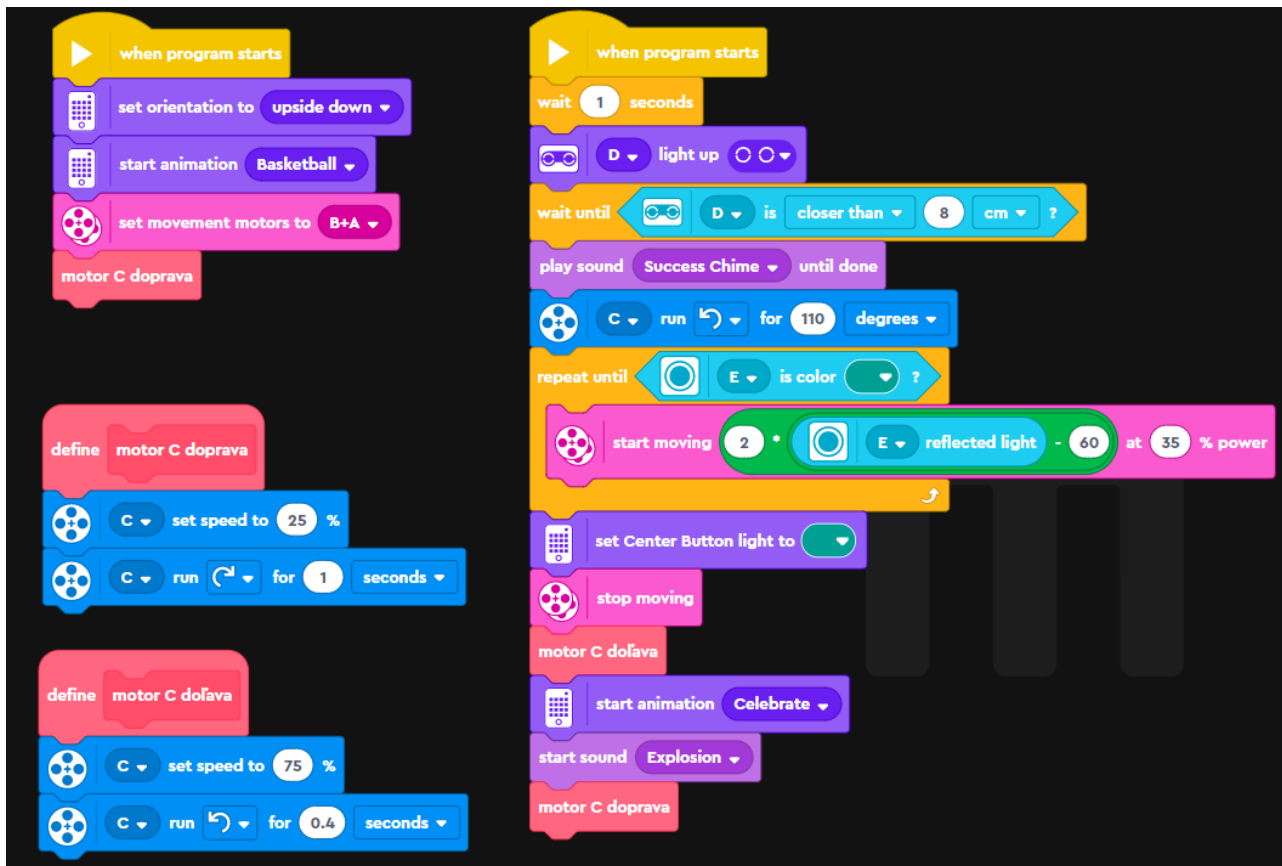 when program starts
set orientation to upside down
start animation Basketball
set movement motors to B+A
motor C doprava
define motor C doprava
C set speed to 25 %
C run for 1 seconds
define motor C doľava
C set speed to 75 %
C run for 0.4 seconds
when program starts
wait 1 seconds
D light up
wait until D is closer than 8 cm ?
play sound Success Chime until done
C run for 110 degrees
repeat until E is color ?
start moving 2 * E reflected light - 60 at 35 % power
set Center Button light to
stop moving
motor C doľava
start animation Celebrate
start sound Explosion
motor C doprava